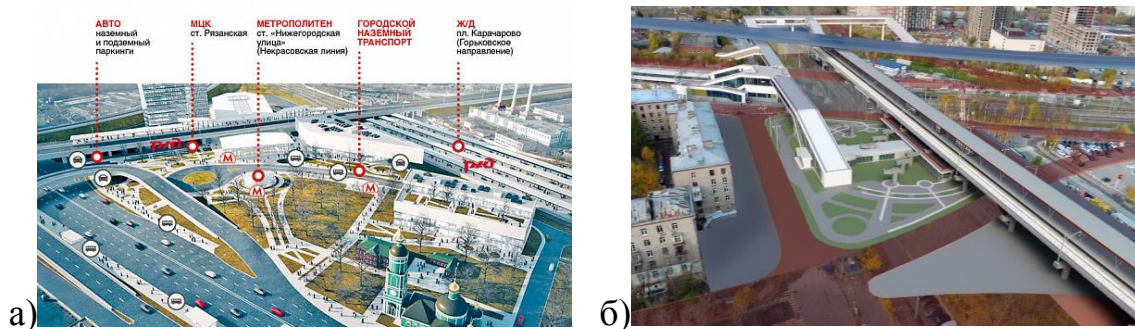 АВТО
наземный
и подземный
паркинги
МЦК
ст. Рязанская
МЕТРОПОЛИТЕН
ст. «Нижегородская
улица»
(Некрасовская линия)
ГОРОДСКОЙ
НАЗЕМНЫЙ
ТРАНСПОРТ
Ж/Д
пл. Карачарово
(Горьковское
направление)
РЖД
М
М
М
РЖД
а)
б)